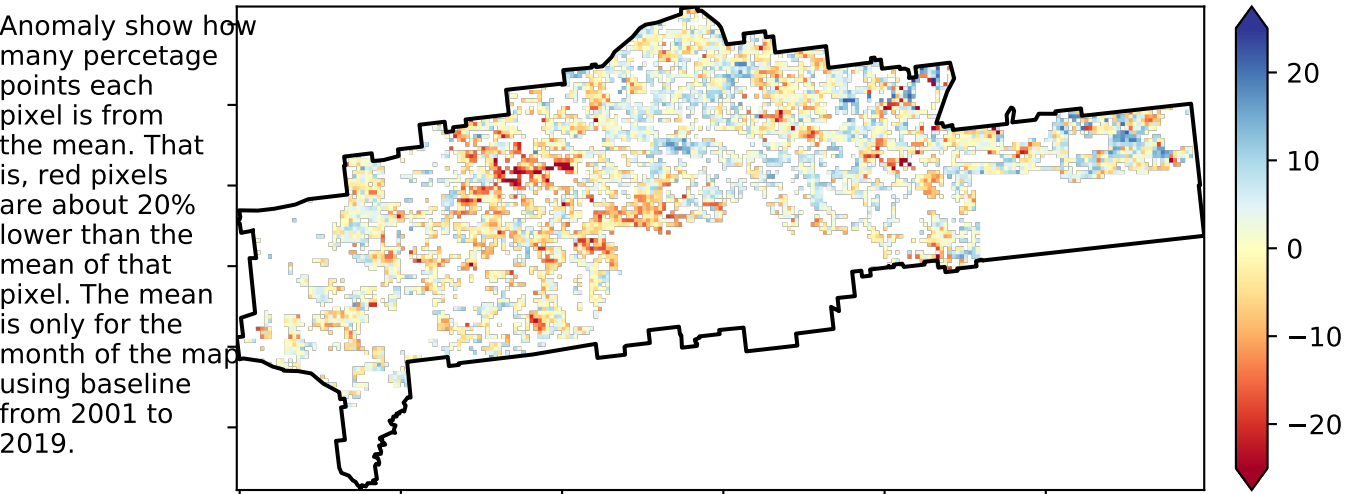 Anomaly show how
many percetage
points each
pixel is from
the mean. That
is, red pixels
are about 20%
lower than the
mean of that
pixel. The mean
is only for the
month of the map
using baseline
from 2001 to
2019.
20
10
0
−10
−20